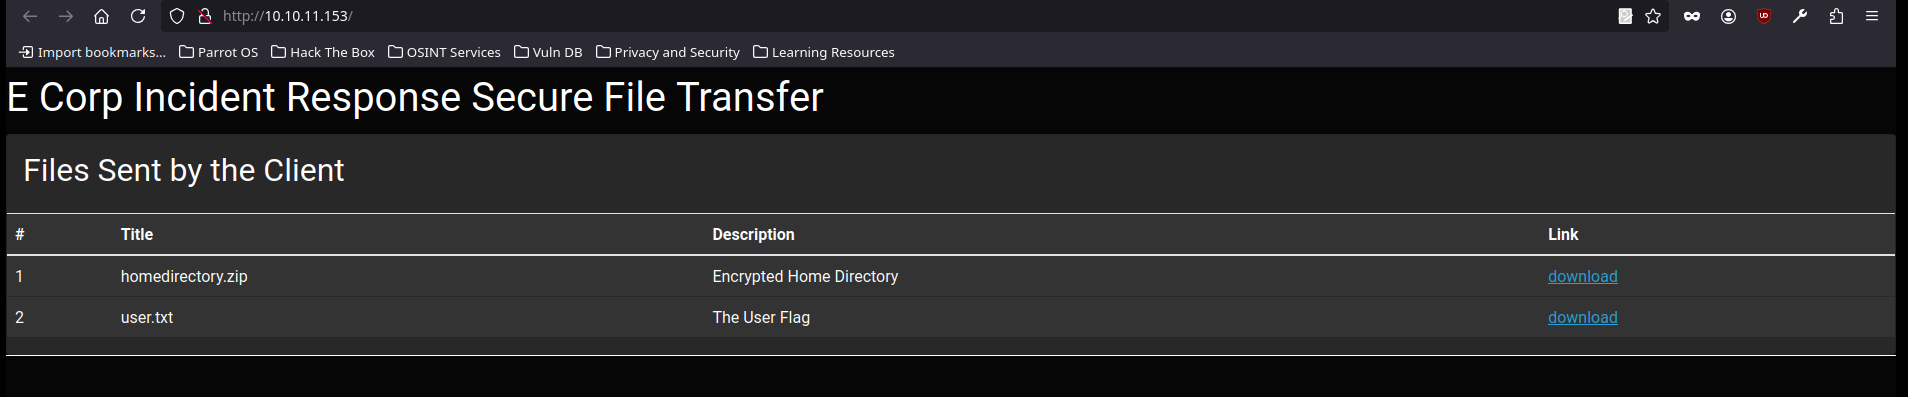 http://10.10.11.153/
Import bookmarks... Parrot OS Hack The Box OSINT Services Vuln DB Privacy and Security Learning Resources
E Corp Incident Response Secure File Transfer
Files Sent by the Client
# Title Description Link
1 homedirectory.zip Encrypted Home Directory download
2 user.txt The User Flag download